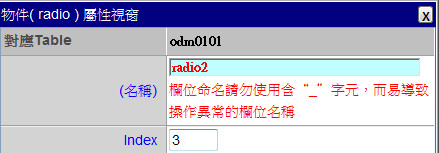 物件( radio ) 屬性視窗 X
對應Table odm0101
radio2
(名稱) 欄位命名請勿使用含“_”字元，而易導致
操作異常的欄位名稱
Index 3